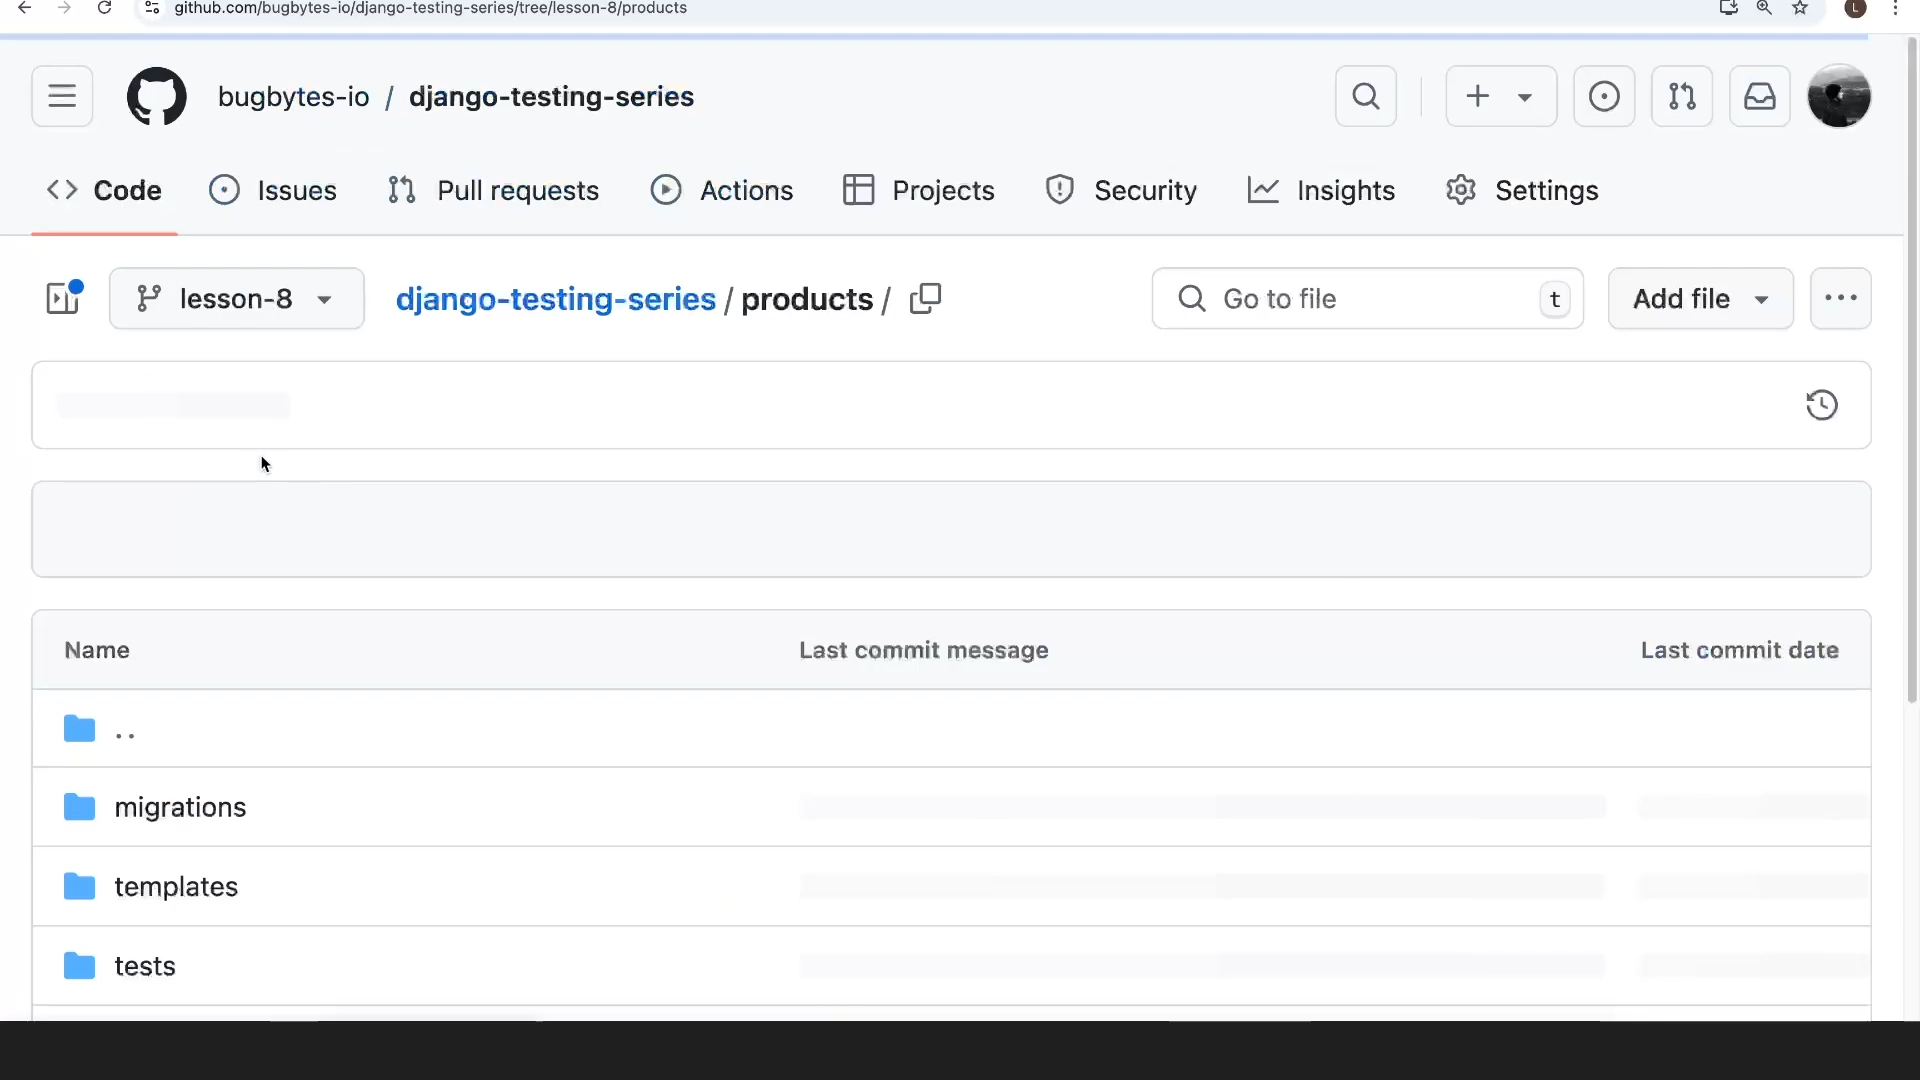 github.com/bugbytes-io/django-testing-series/tree/lesson-8/products
L
bugbytes-io / django-testing-series
Code Issues Pull requests Actions Projects Security Insights Settings
lesson-8 django-testing-series / products / Go to file t Add file
Name Last commit message Last commit date
..
migrations
templates
tests